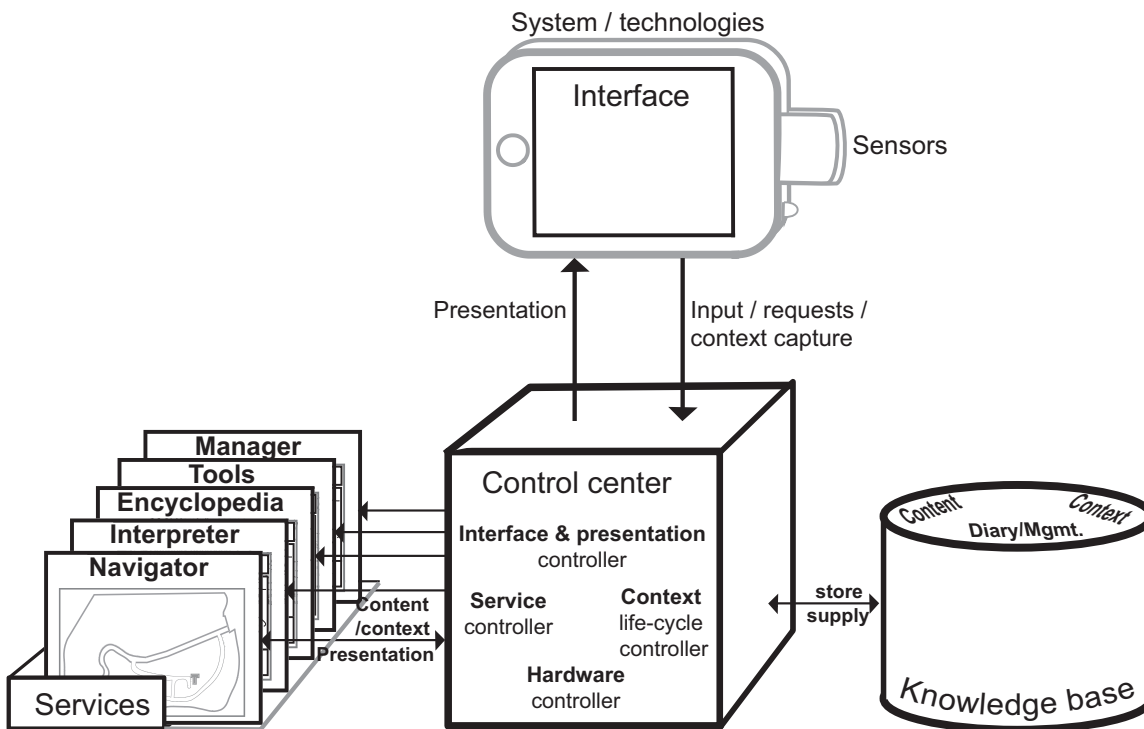 System / technologies
Interface
Sensors
Presentation
Input / requests /
context capture
Manager
Tools
Encyclopedia
Interpreter
Navigator
Services
Content
/context
Presentation
Control center
Interface & presentation
controller
Service
controller
Context
life-cycle
controller
Hardware
controller
store
supply
Content
Context
Diary/Mgmt.
Knowledge base